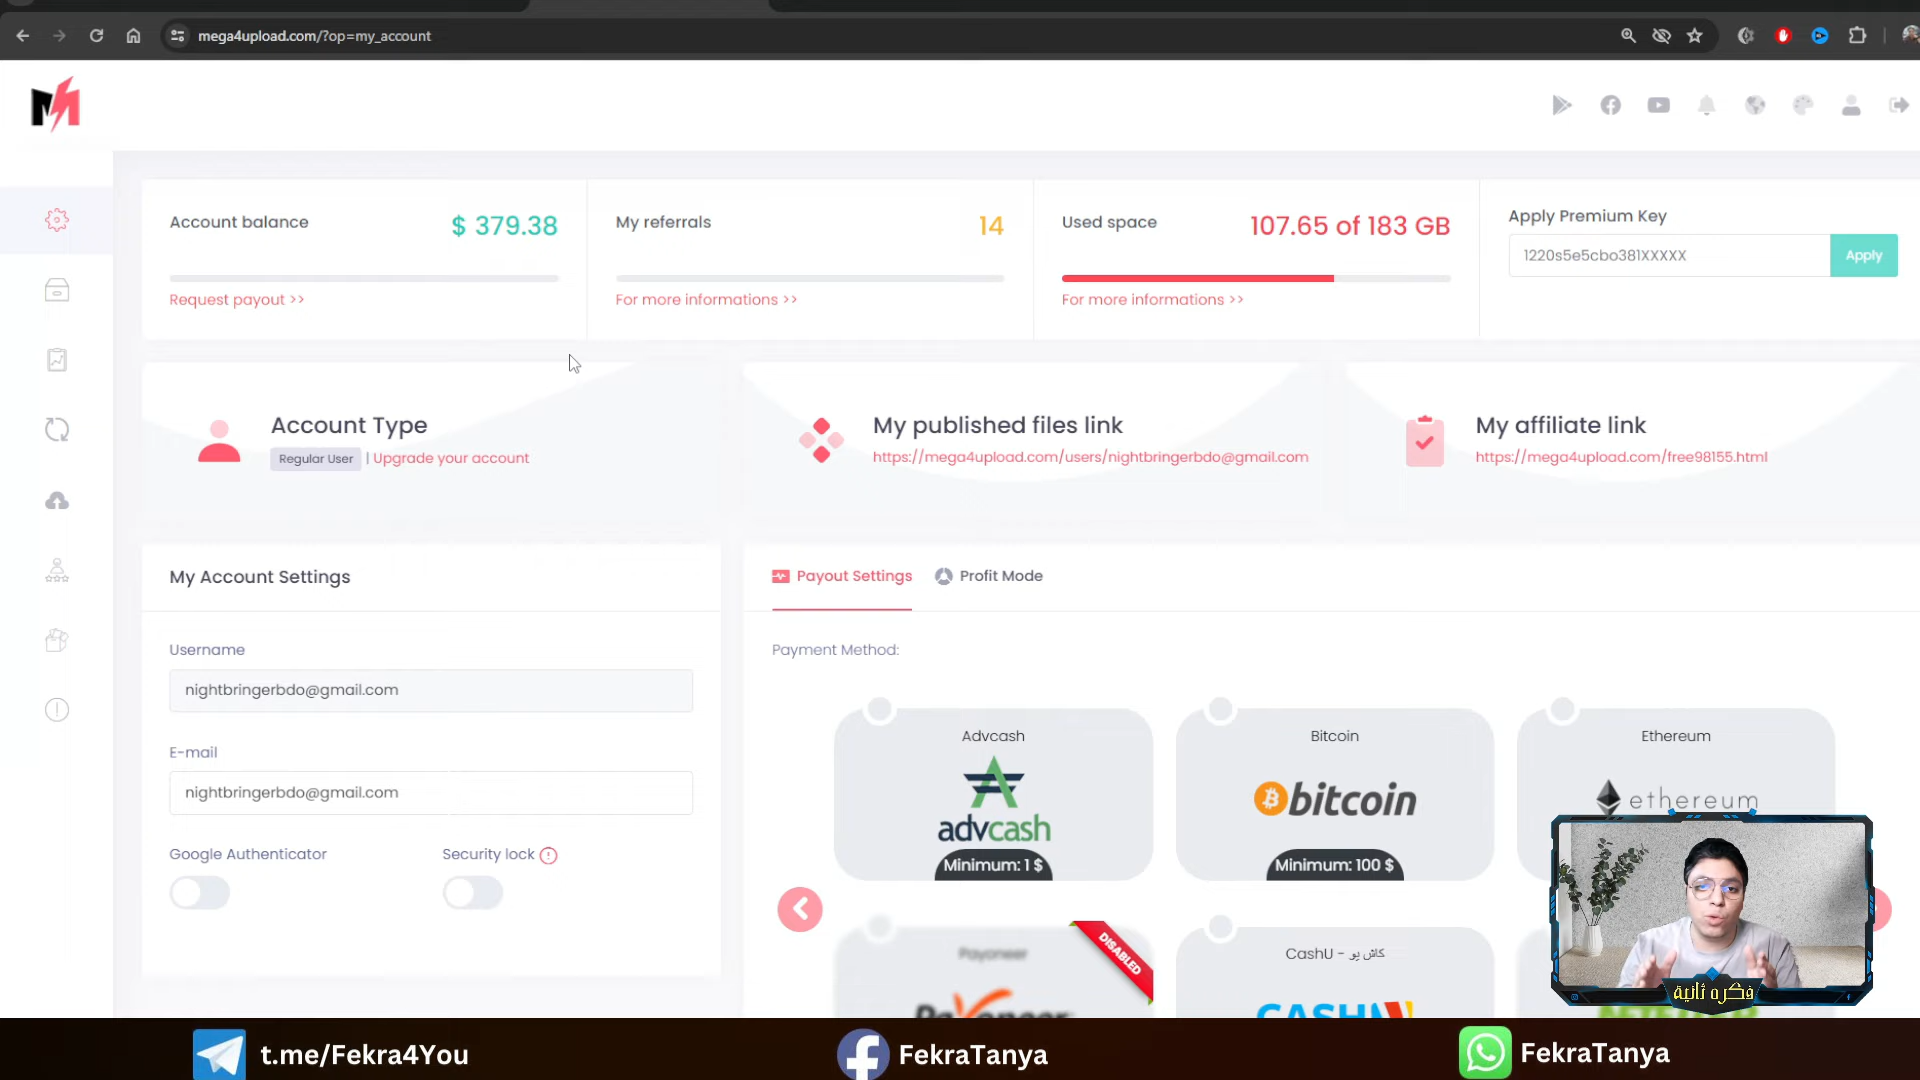 mega4upload.com/?op=my_account
Account balance
$ 379.38
Request payout >>
My referrals
14
For more informations >>
Used space
107.65 of 183 GB
For more informations >>
Apply Premium Key
1220s5e5cbo381XXXXX
Apply
Account Type
Regular User | Upgrade your account
My published files link
https://mega4upload.com/users/nightbringerbdo@gmail.com
My affiliate link
https://mega4upload.com/free98155.html
My Account Settings
Username
nightbringerbdo@gmail.com
E-mail
nightbringerbdo@gmail.com
Google Authenticator
Security lock
Payout Settings
Profit Mode
Payment Method:
Advcash
advcash
Minimum: 1 $
Bitcoin
bitcoin
Minimum: 100 $
Ethereum
ethereum
Payoneer
DISABLED
Payoneer
CashU - كاش يو
CASHU
فكره ثانية
t.me/Fekra4You
FekraTanya
FekraTanya